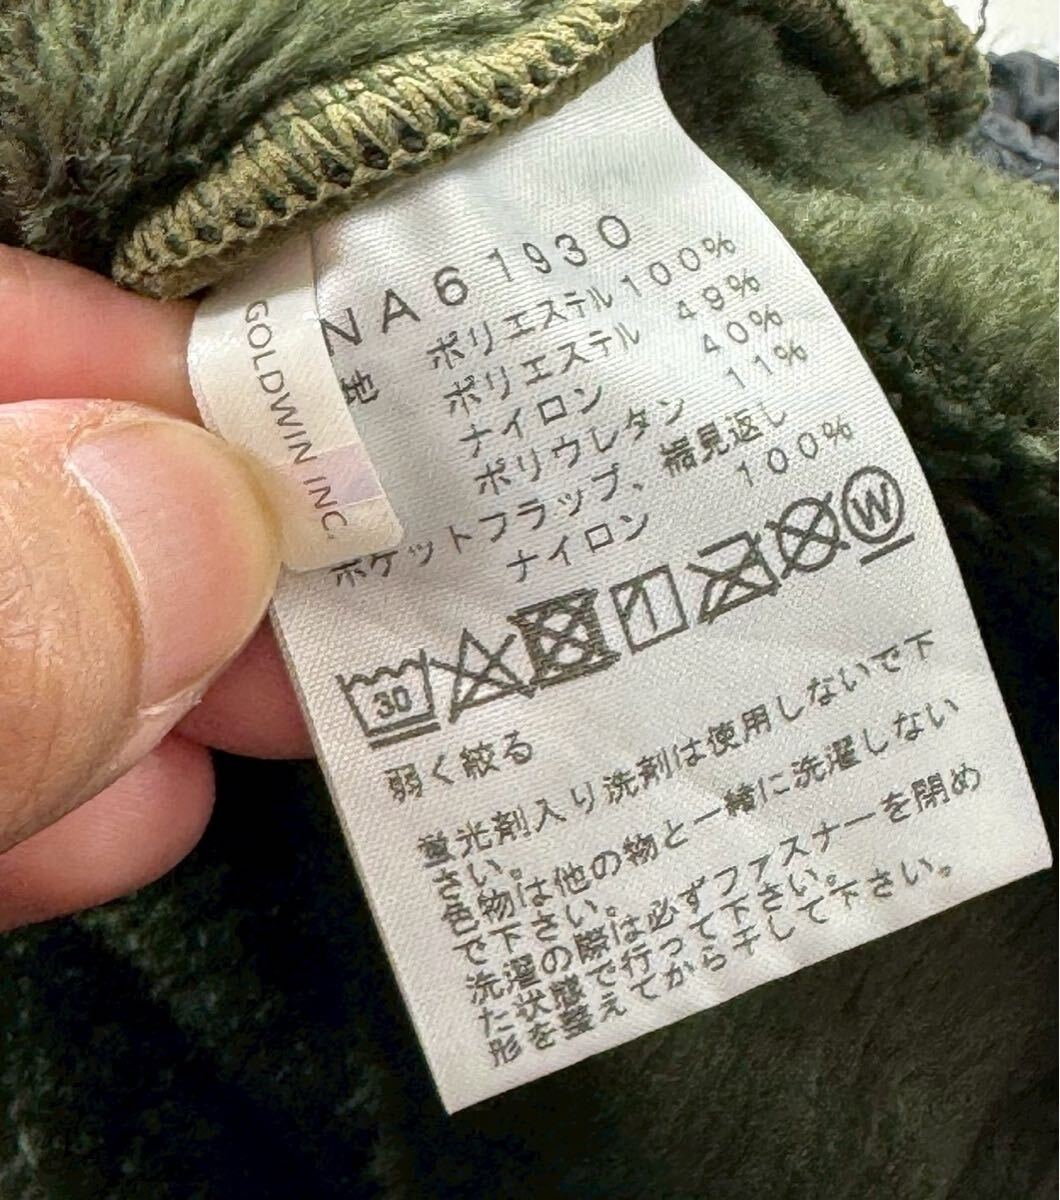 GOLDWIN INC.
NA61930
地 ポリエステル100%
ポリエステル 49%
ナイロン 40%
ポリウレタン 11%
ポケットフラップ、裾見返し
ナイロン 100%
30
W
弱く絞る
蛍光剤入り洗剤は使用しないで下
さい。
色物は他の物と一緒に洗濯しない
で下さい。
洗濯の際は必ずファスナーを閉め
た状態で行って下さい。
形を整えてから干して下さい。